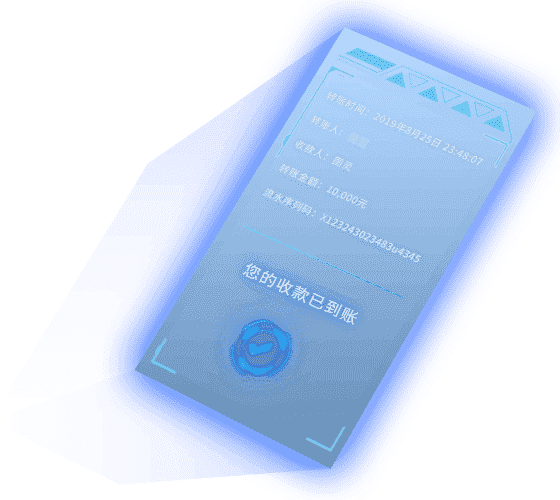 转账时间：2019年8月25日 23:48:07
转账人：
收款人：
转账金额：10,000元
流水序列码：X123243023483u4345
您的收款已到账